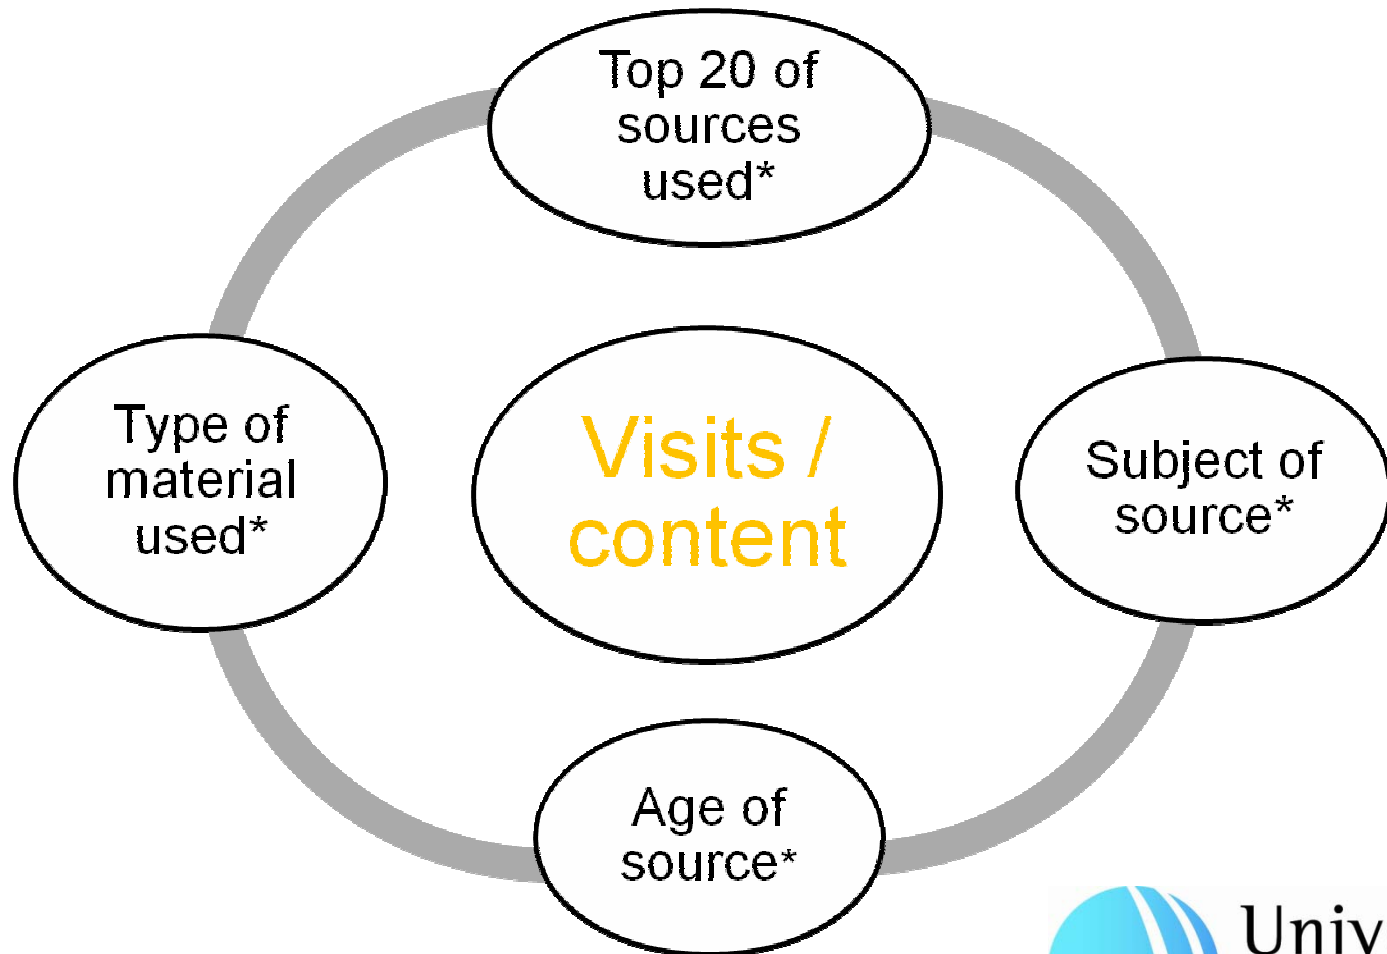 Top 20 of
sources
used*
Type of
material
used*
Visits /
content
Subject of
source*
Age of
source*
Univ